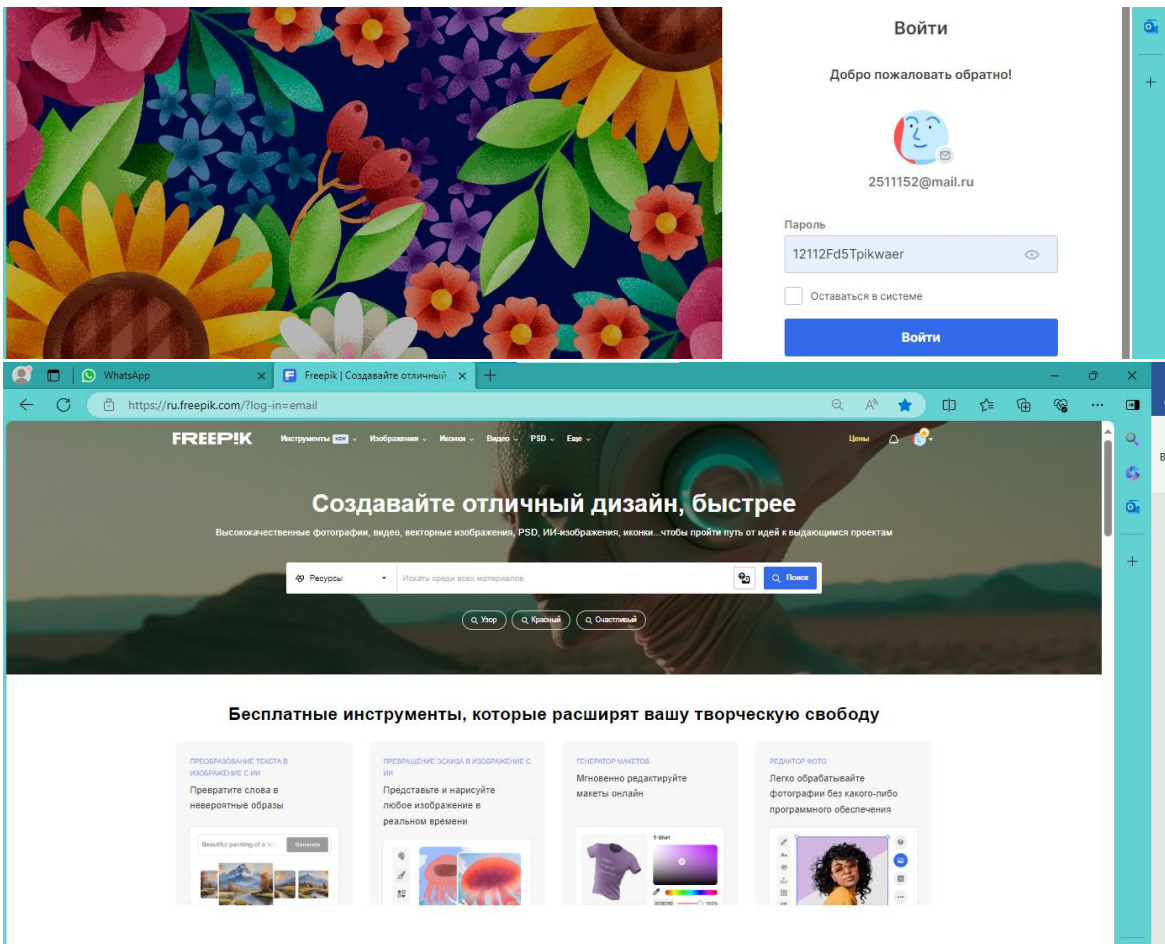 Войти
Добро пожаловать обратно!
2511152@mail.ru
Пароль
12112Fd5Tpikwaer
Оставаться в системе
Войти
WhatsApp
Freepik | Создавайте отличный
https://ru.freepik.com/?log-in=email
FREEP!K Инструменты NEW Изображения Иконки Видео PSD Еще Цены
Создавайте отличный дизайн, быстрее
Высококачественные фотографии, видео, векторные изображения, PSD, ИИ-изображения, иконки...чтобы пройти путь от идей к выдающимся проектам
Ресурсы Искать среди всех материалов Поиск
Узор Красный Счастливый
Бесплатные инструменты, которые расширят вашу творческую свободу
ПРЕОБРАЗОВАНИЕ ТЕКСТА В
ИЗОБРАЖЕНИЕ С ИИ
Превратите слова в
невероятные образы
Beautiful painting of a Generate
ПРЕВРАЩЕНИЕ ЭСКИЗА В ИЗОБРАЖЕНИЕ С
ИИ
Представьте и нарисуйте
любое изображение в
реальном времени
ГЕНЕРАТОР МАКЕТОВ
Мгновенно редактируйте
макеты онлайн
T-Shirt
100%
РЕДАКТОР ФОТО
Легко обрабатывайте
фотографии без какого-либо
программного обеспечения
Aa
В